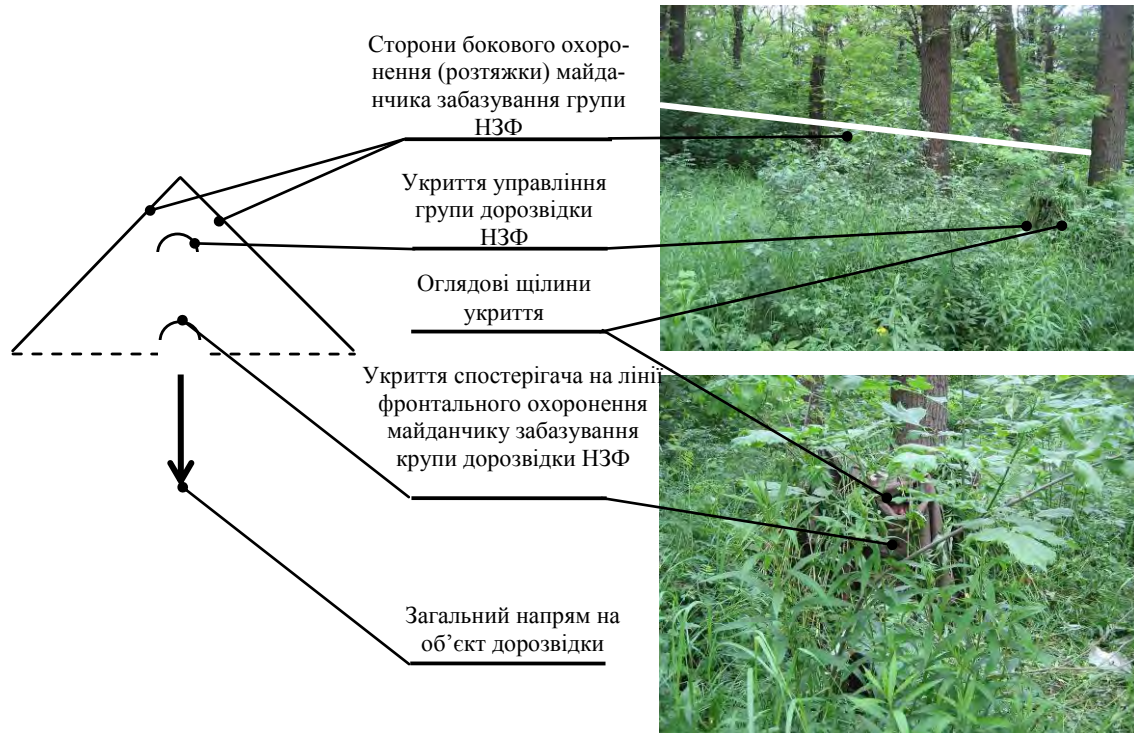 Сторони бокового охоро-
нення (розтяжки) майда-
нчика забазування групи
НЗФ
Укриття управління
групи дорозвідки
НЗФ
Оглядові щілини
укриття
Укриття спостерігача на лінії
фронтального охоронення
майданчику забазування
крупи дорозвідки НЗФ
Загальний напрям на
об’єкт дорозвідки